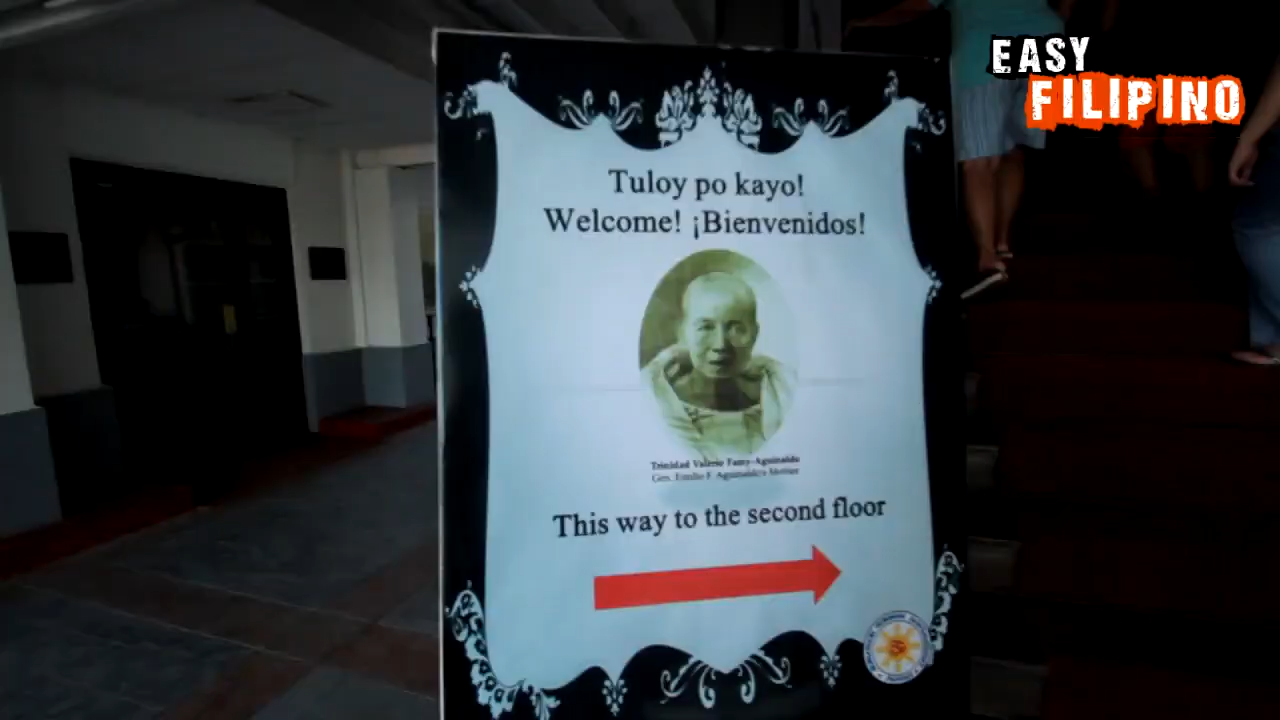 EASY
FILIPINO
Tuloy po kayo!
Welcome! ¡Bienvenidos!
Trinidad Valerio Famy-Aguinaldo
Gen. Emilio F. Aguinaldo's Mother
This way to the second floor